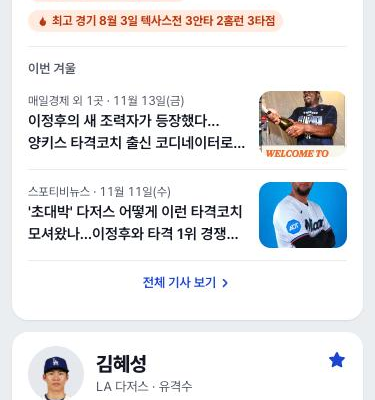 최고 경기 8월 3일 텍사스전 3안타 2홈런 3타점
이번 겨울
매일경제 외 1곳 · 11월 13일(금)
이정후의 새 조력자가 등장했다...
양키스 타격코치 출신 코디네이터로...
WELCOME TO
스포티비뉴스 · 11월 11일(수)
'초대박' 다저스 어떻게 이런 타격코치
모셔왔나...이정후와 타격 1위 경쟁...
전체 기사 보기
김혜성
LA 다저스 · 유격수